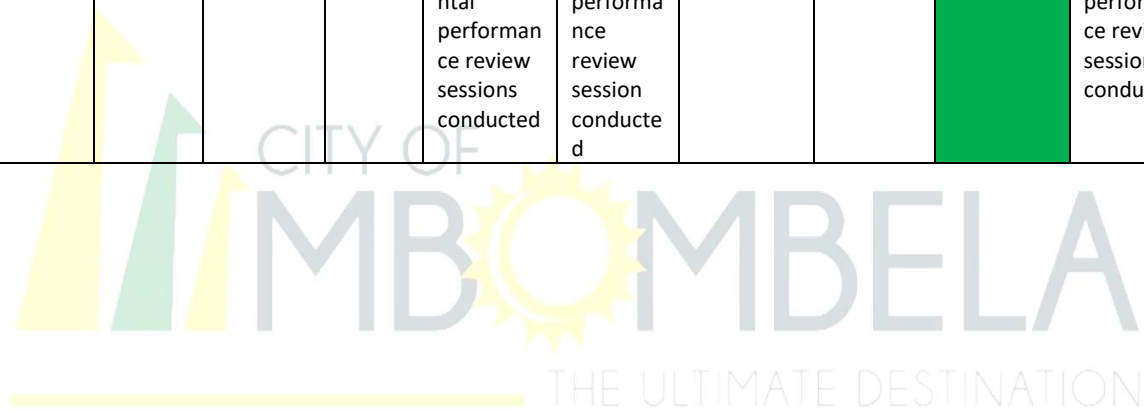 ntal
performan
ce review
sessions
conducted
performa
nce
review
session
conducte
d
ce revi
session
condu
CITY OF
MBOMBELA
THE ULTIMATE DESTINATION